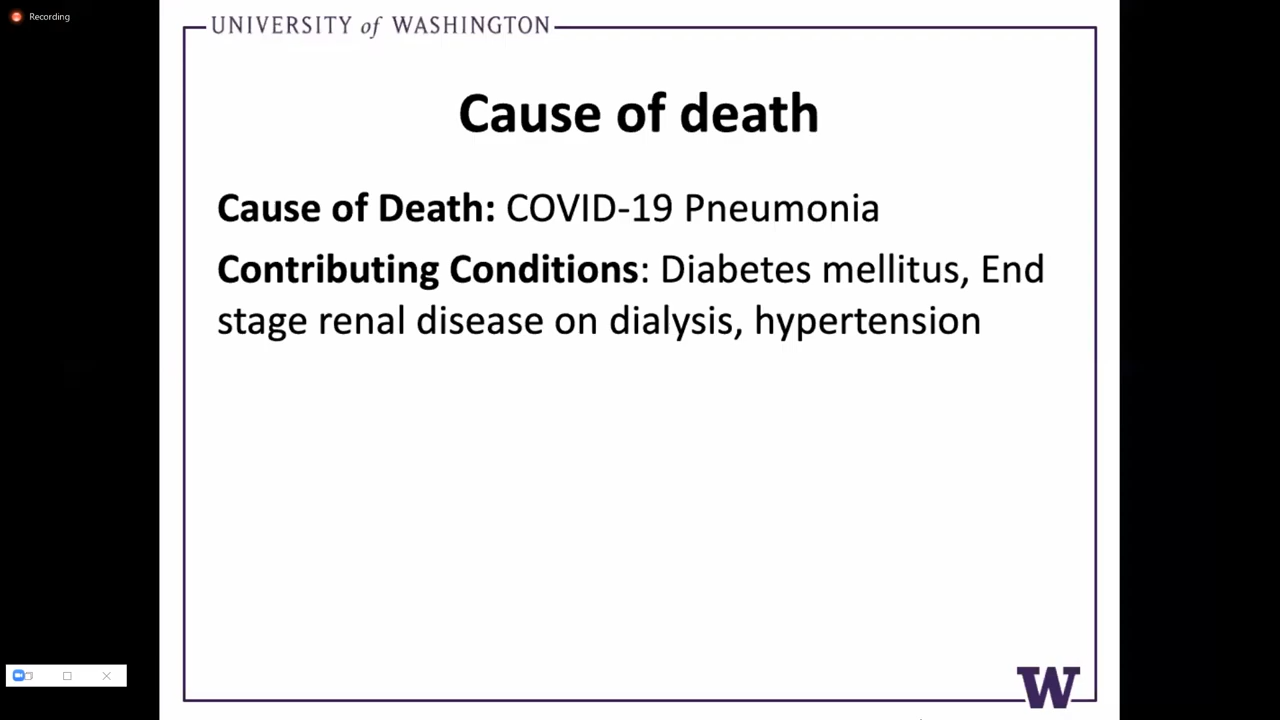 Recording
UNIVERSITY of WASHINGTON
Cause of death
Cause of Death: COVID-19 Pneumonia
Contributing Conditions: Diabetes mellitus, End
stage renal disease on dialysis, hypertension
W